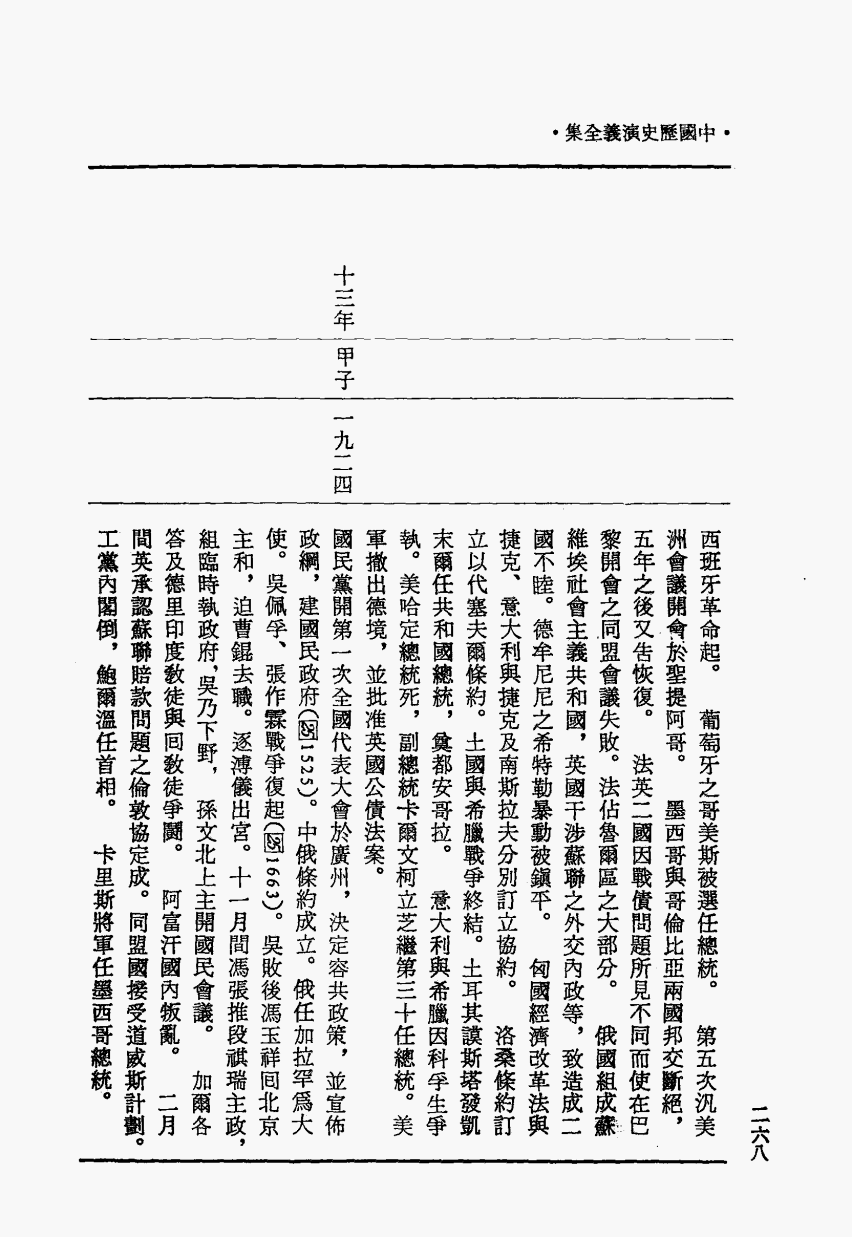 ·中國歷史演義全集·
二六八
西班牙革命起。　葡萄牙之哥美斯被選任總統。　第五次汎美
洲會議開會於聖提阿哥。　墨西哥與哥倫比亞兩國邦交斷絕，
五年之後又告恢復。　法英二國因戰債問題所見不同而使在巴
黎開會之同盟會議失敗。法佔魯爾區之大部分。　俄國組成蘇
維埃社會主義共和國，英國干涉蘇聯之外交內政等，致造成二
國不睦。德牟尼尼之希特勒暴動被鎭平。　匈國經濟改革法與
捷克、意大利與捷克及南斯拉夫分別訂立協約。　洛桑條約訂
立以代塞夫爾條約。土國與希臘戰爭終結。土耳其謨斯塔發凱
末爾任共和國總統，奠都安哥拉。　意大利與希臘因科孚生爭
執。美哈定總統死，副總統卡爾文柯立芝繼第三十任總統。美
軍撤出德境，並批准英國公債法案。
十三年　甲子　一九二四
國民黨開第一次全國代表大會於廣州，決定容共政策，並宣佈
政綱，建國民政府(図1525)。中俄條約成立。俄任加拉罕爲大
使。吳佩孚、張作霖戰爭復起(図1663)。吳敗後馮玉祥囘北京
主和，迫曹錕去職。逐溥儀出宮。十一月間馮張推段祺瑞主政，
組臨時執政府，吳乃下野，　孫文北上主開國民會議。　加爾各
答及德里印度敎徒與囘敎徒爭鬪。　阿富汗國內叛亂。　二月
間英承認蘇聯賠款問題之倫敦協定成。同盟國接受道威斯計劃。
工黨內閣倒，鮑爾溫任首相。　卡里斯將軍任墨西哥總統。